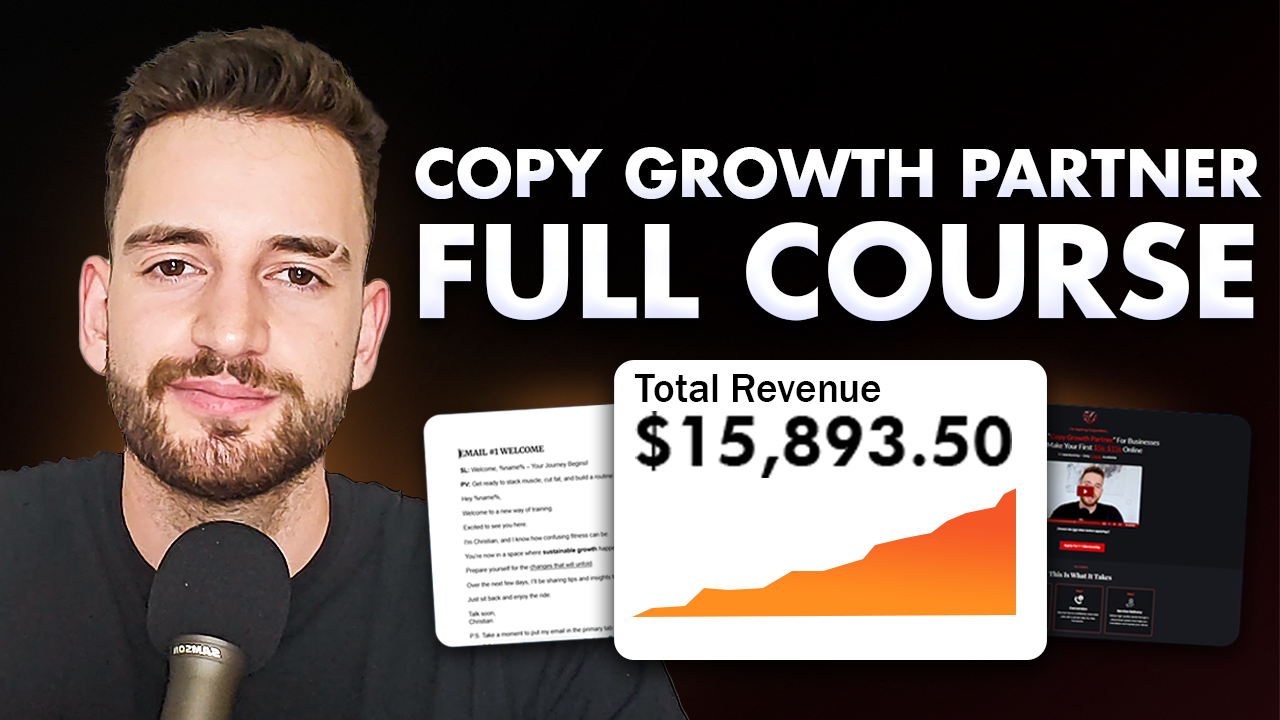 COPY GROWTH PARTNER
FULL COURSE
EMAIL #1 WELCOME
SL: Welcome, %name% – Your Journey Begins!
PV: Get ready to stack muscle, cut fat, and build a routine
Hey %name%,
Welcome to a new way of training.
Excited to see you here.
I'm Christian, and I know how confusing fitness can be.
You're now in a space where sustainable growth
Prepare yourself for the changes that will unfold.
Over the next few days, I'll be sharing tips and insights
Just sit back and enjoy the ride.
Talk soon,
Christian
P.S. Take a moment to put my email in the primary tab
Total Revenue
$15,893.50
"Copy Growth Partner" For Businesses
Make Your First Online
This Is What It Takes
SAMSON